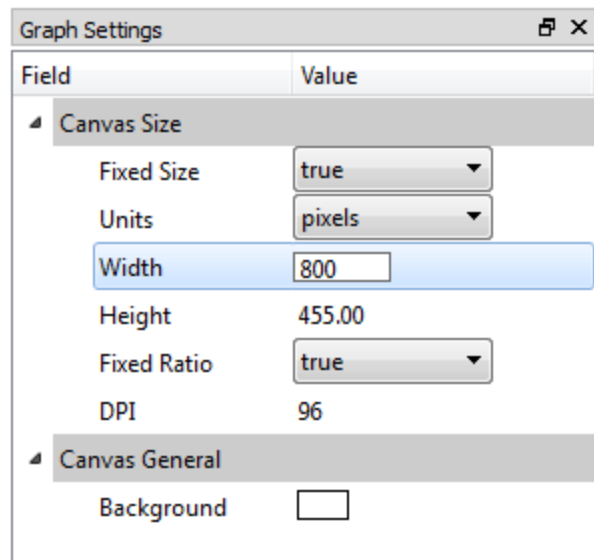 Graph Settings
Field Value
Canvas Size
Fixed Size true
Units pixels
Width 800
Height 455.00
Fixed Ratio true
DPI 96
Canvas General
Background